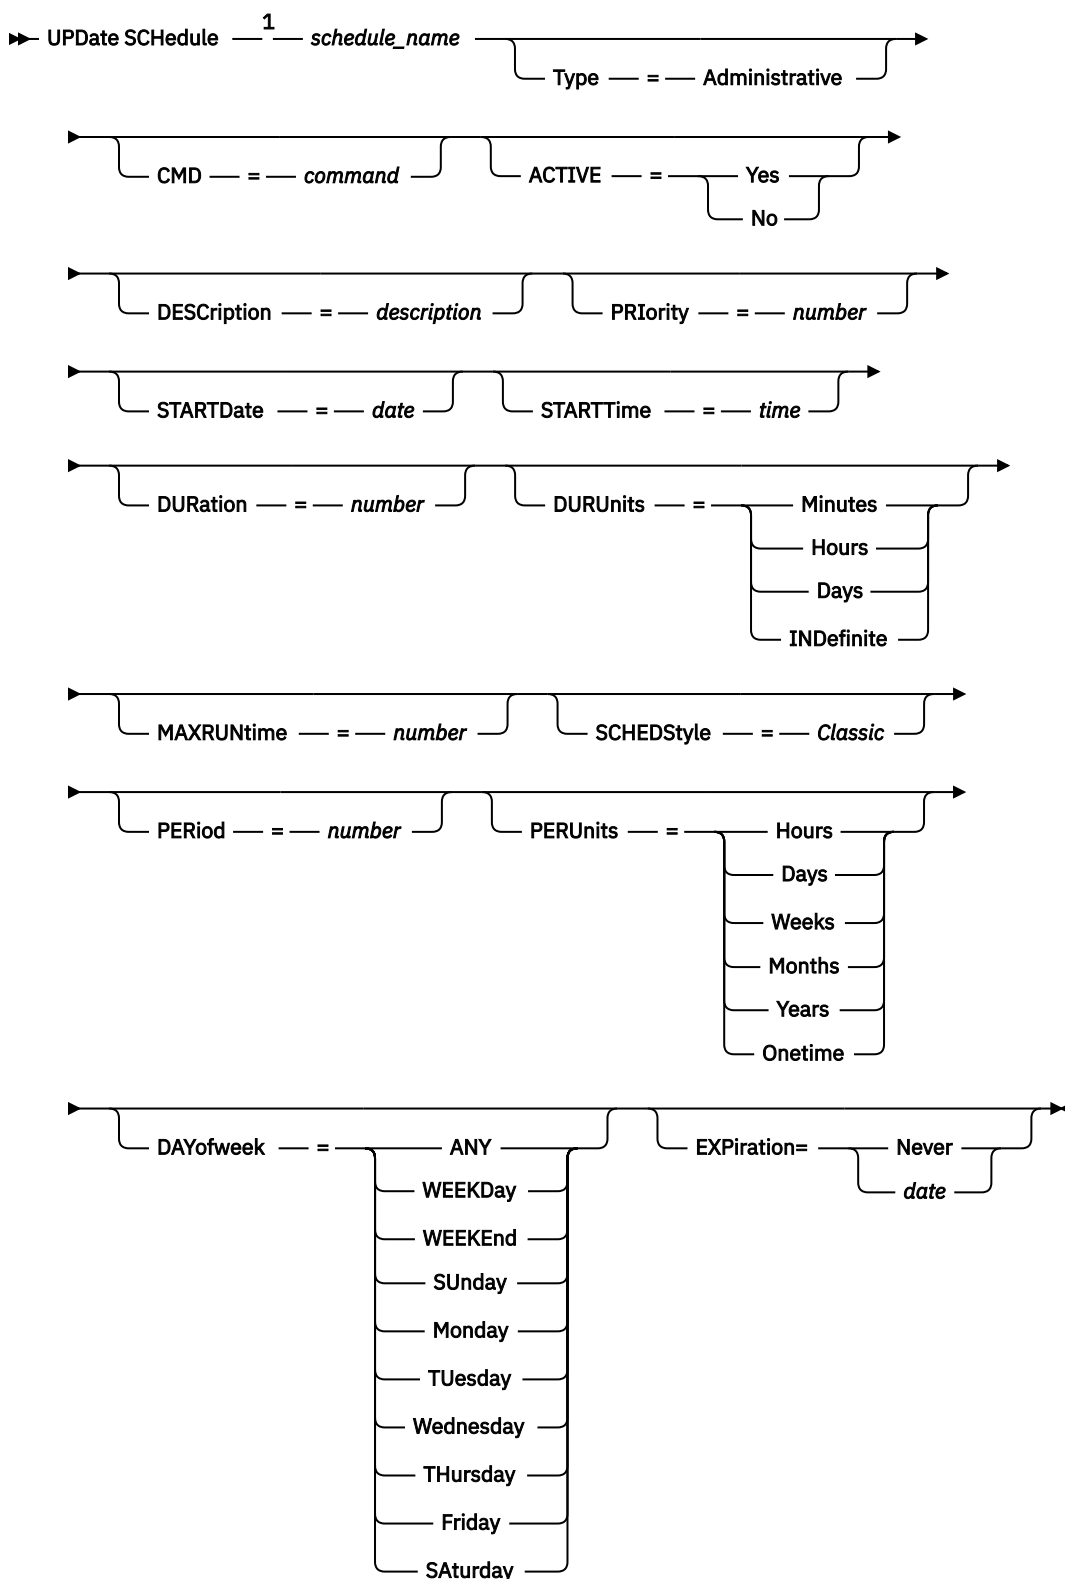 1
UPDate SCHedule schedule_name
Type = Administrative
CMD = command ACTIVE = Yes
No
DESCription = description PRIority = number
STARTDate = date STARTTime = time
DURation = number DURUnits = Minutes
Hours
Days
INDefinite
MAXRUNtime = number SCHEDStyle = Classic
PERiod = number PERUnits = Hours
Days
Weeks
Months
Years
Onetime
DAYofweek = ANY EXPiration= Never
WEEKDay date
WEEKEnd
SUnday
Monday
TUesday
Wednesday
THursday
Friday
SAturday